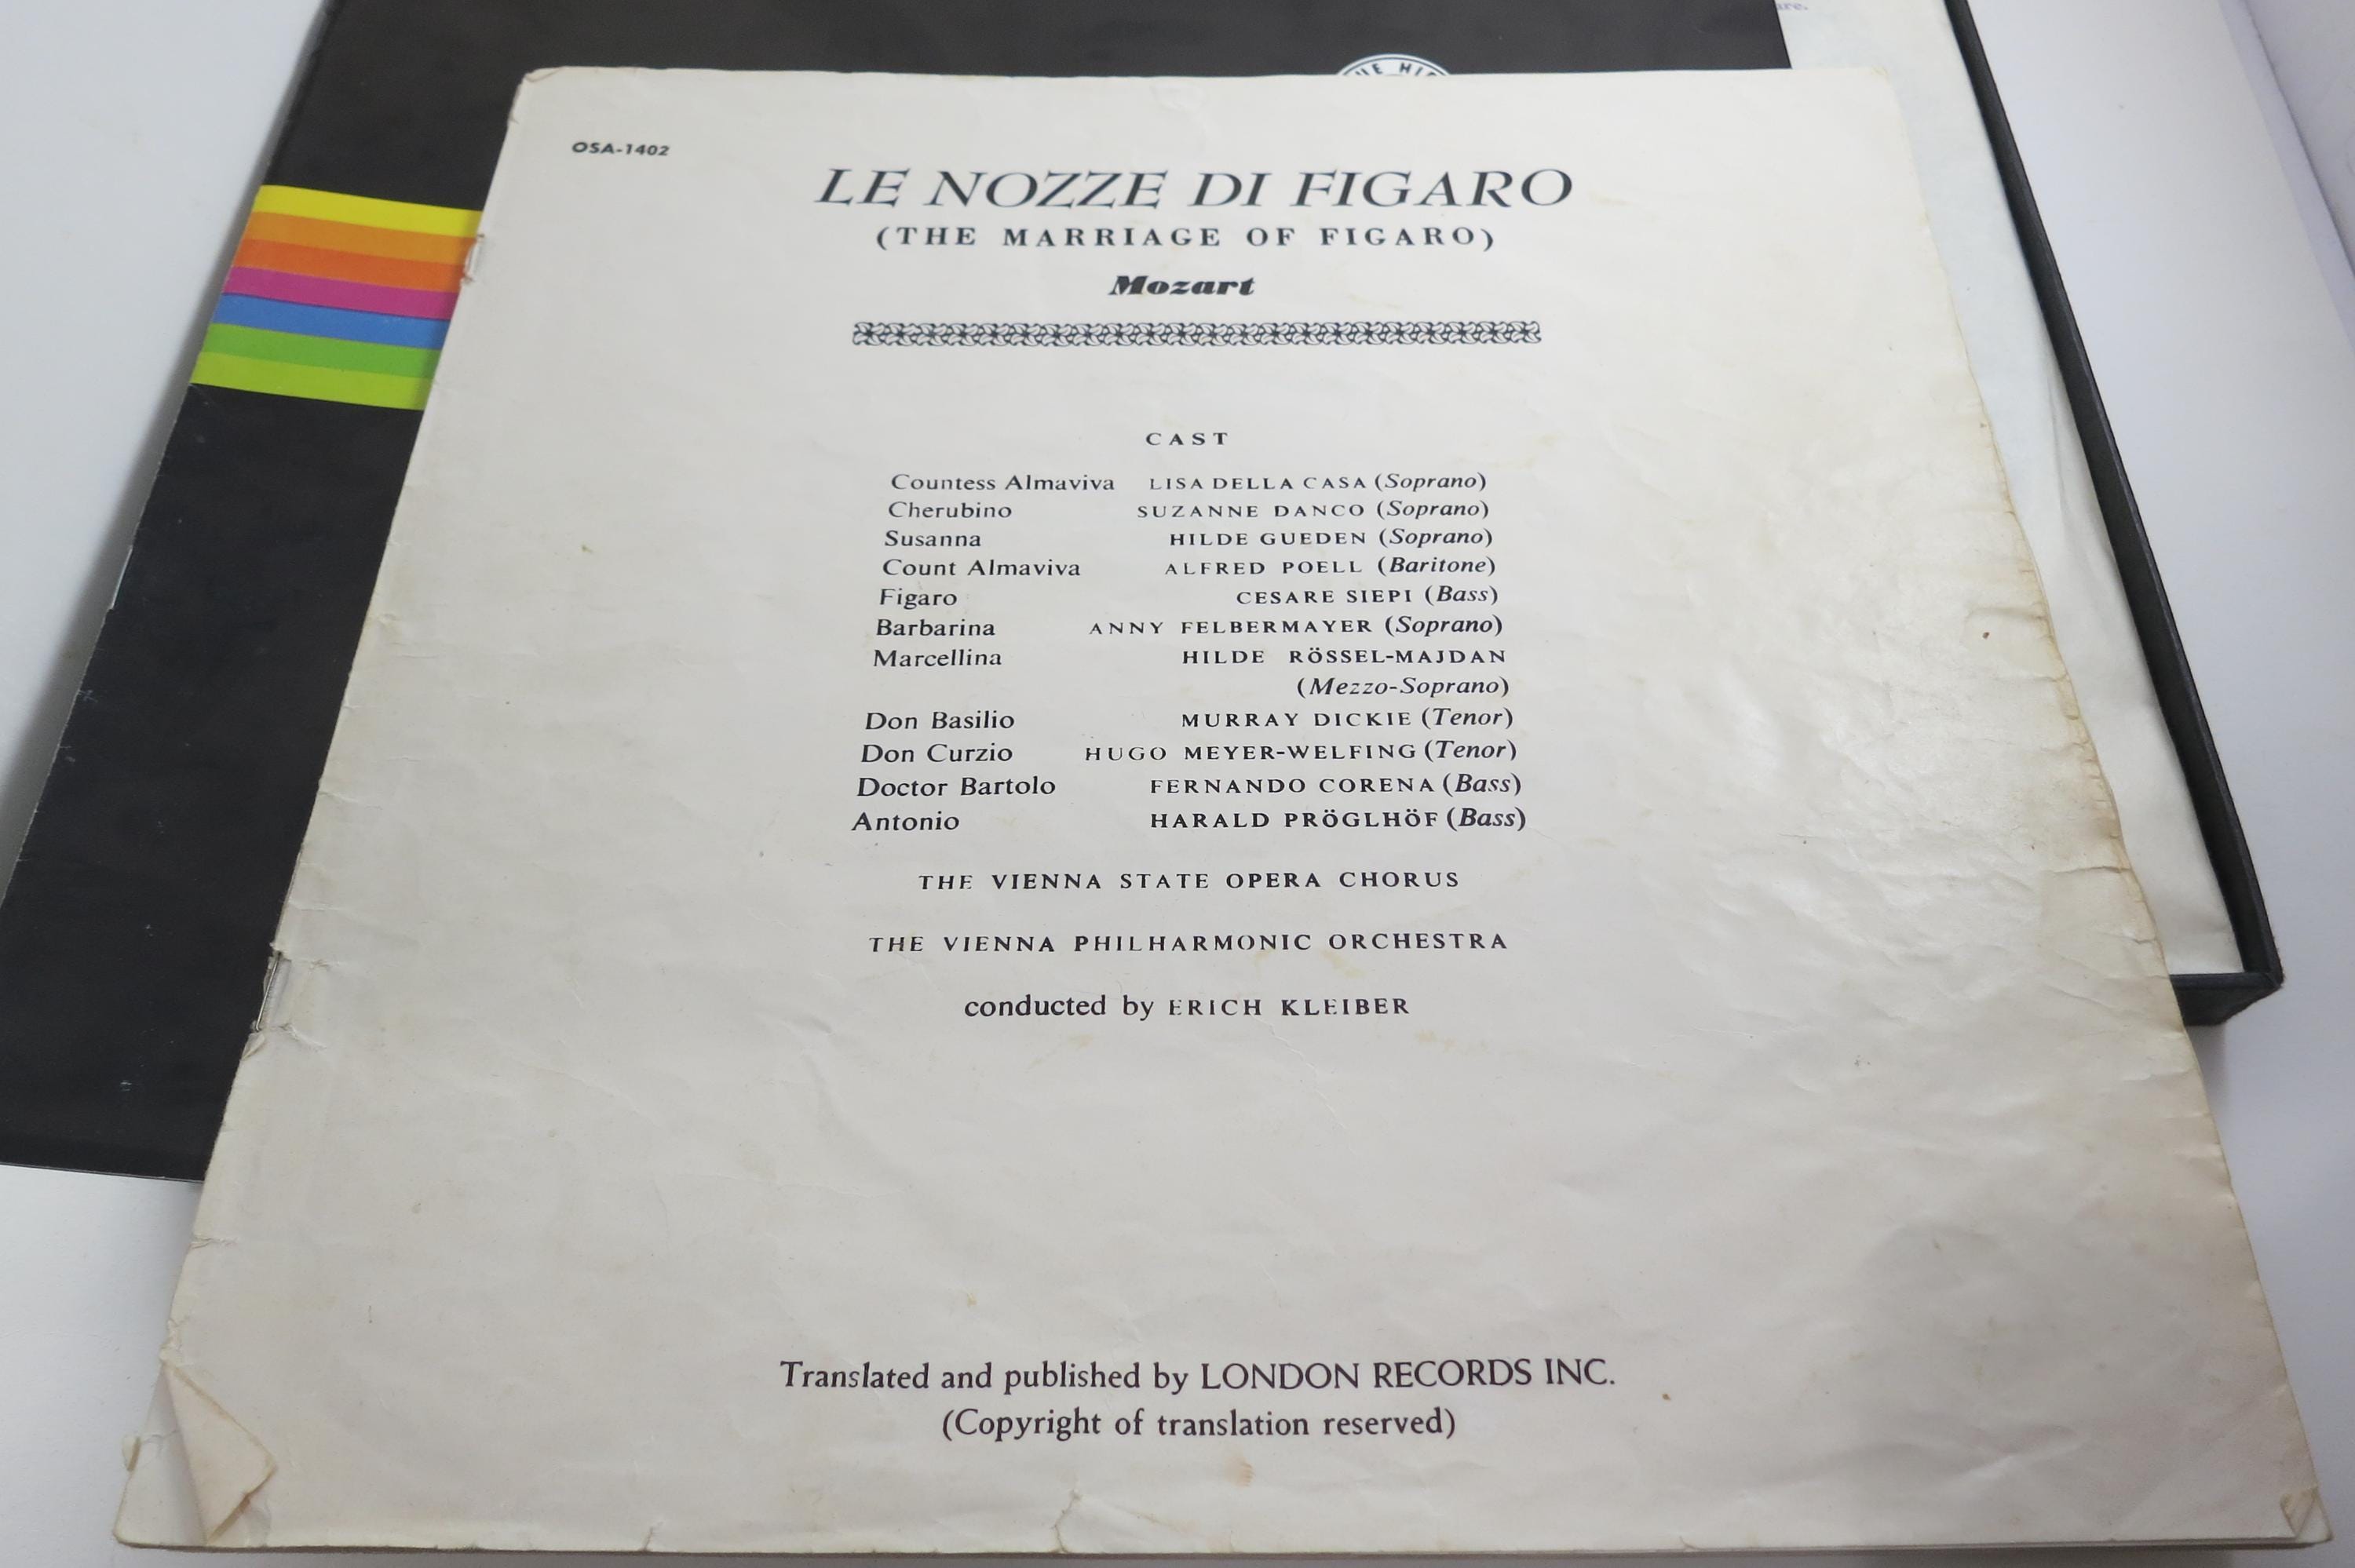 OSA-1402
LE NOZZE DI FIGARO
(THE MARRIAGE OF FIGARO)
Mozart
CAST
Countess Almaviva LISA DELLA CASA (Soprano)
Cherubino SUZANNE DANCO (Soprano)
Susanna HILDE GUEDEN (Soprano)
Count Almaviva ALFRED POELL (Baritone)
Figaro CESARE SIEPI (Bass)
Barbarina ANNY FELBERMAYER (Soprano)
Marcellina HILDE RÖSSEL-MAJDAN
(Mezzo-Soprano)
Don Basilio MURRAY DICKIE (Tenor)
Don Curzio HUGO MEYER-WELFING (Tenor)
Doctor Bartolo FERNANDO CORENA (Bass)
Antonio HARALD PRÖGLHÖF (Bass)
THE VIENNA STATE OPERA CHORUS
THE VIENNA PHILHARMONIC ORCHESTRA
conducted by ERICH KLEIBER
Translated and published by LONDON RECORDS INC.
(Copyright of translation reserved)